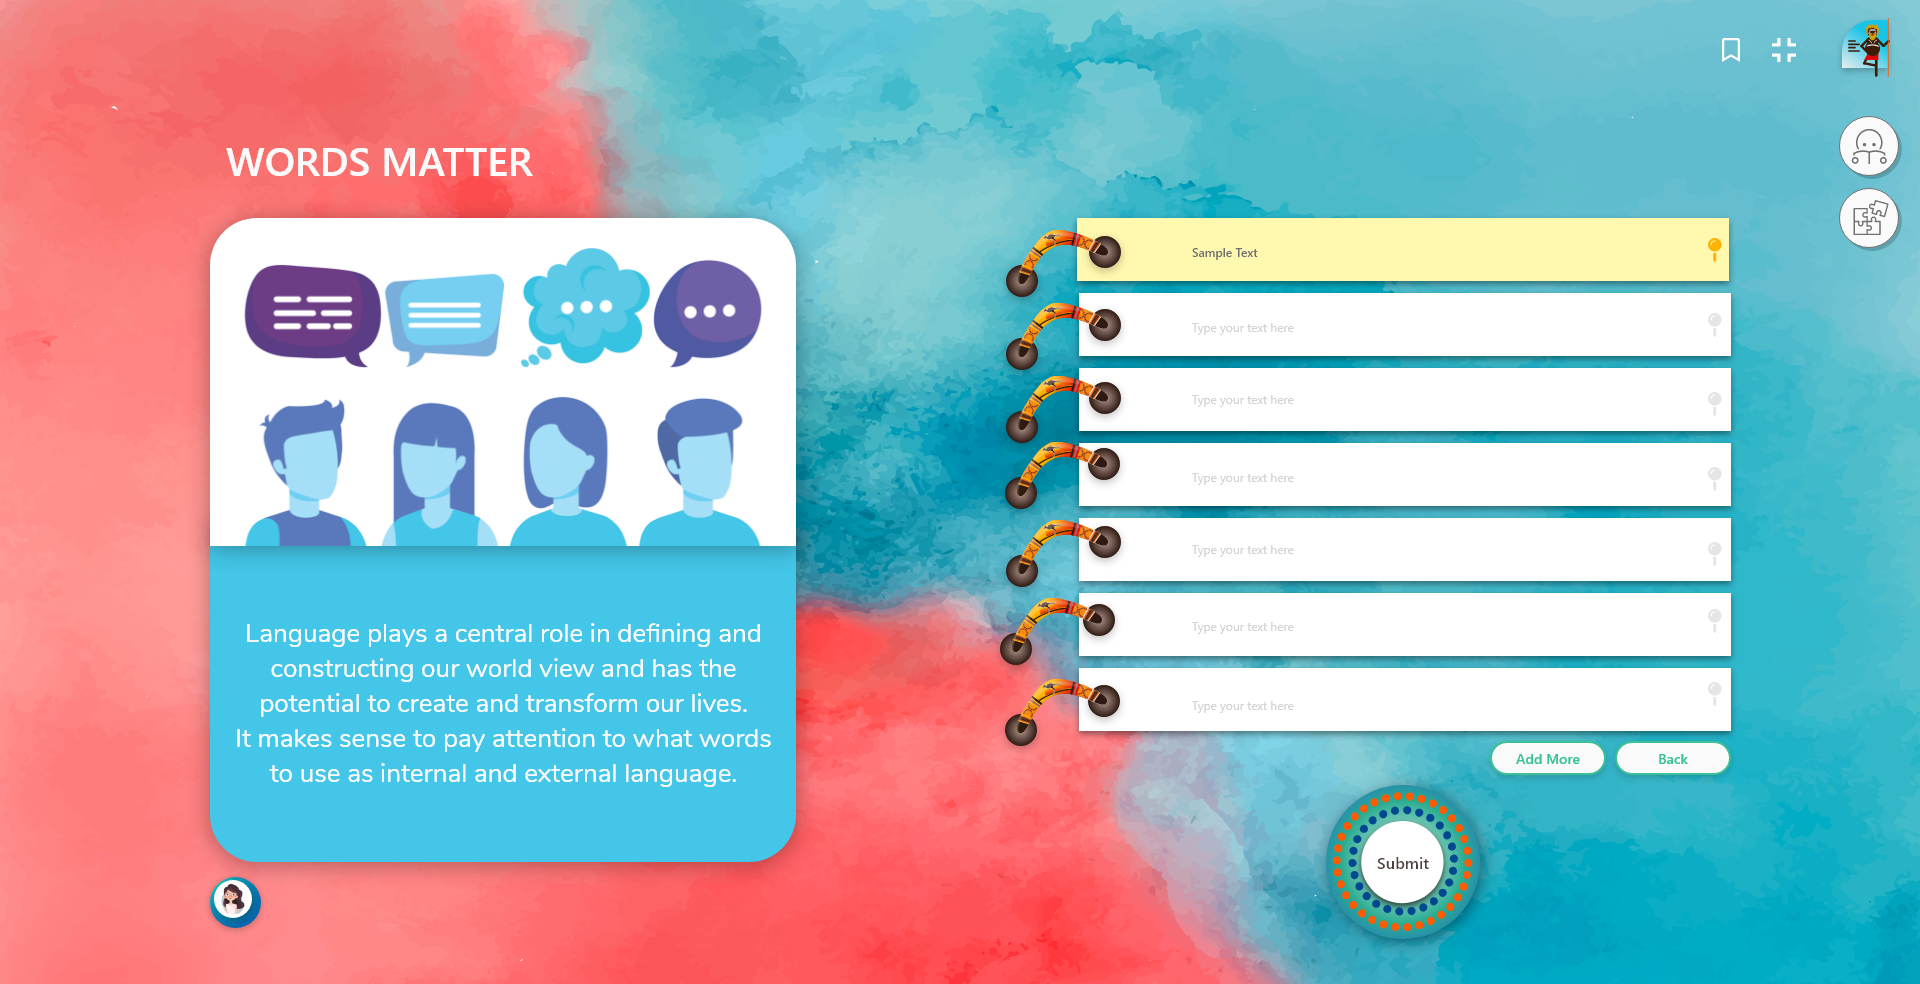 WORDS MATTER
Language plays a central role in defining and
constructing our world view and has the
potential to create and transform our lives.
It makes sense to pay attention to what words
to use as internal and external language.
Sample Text
Type your text here
Type your text here
Type your text here
Type your text here
Type your text here
Type your text here
Add More
Back
Submit